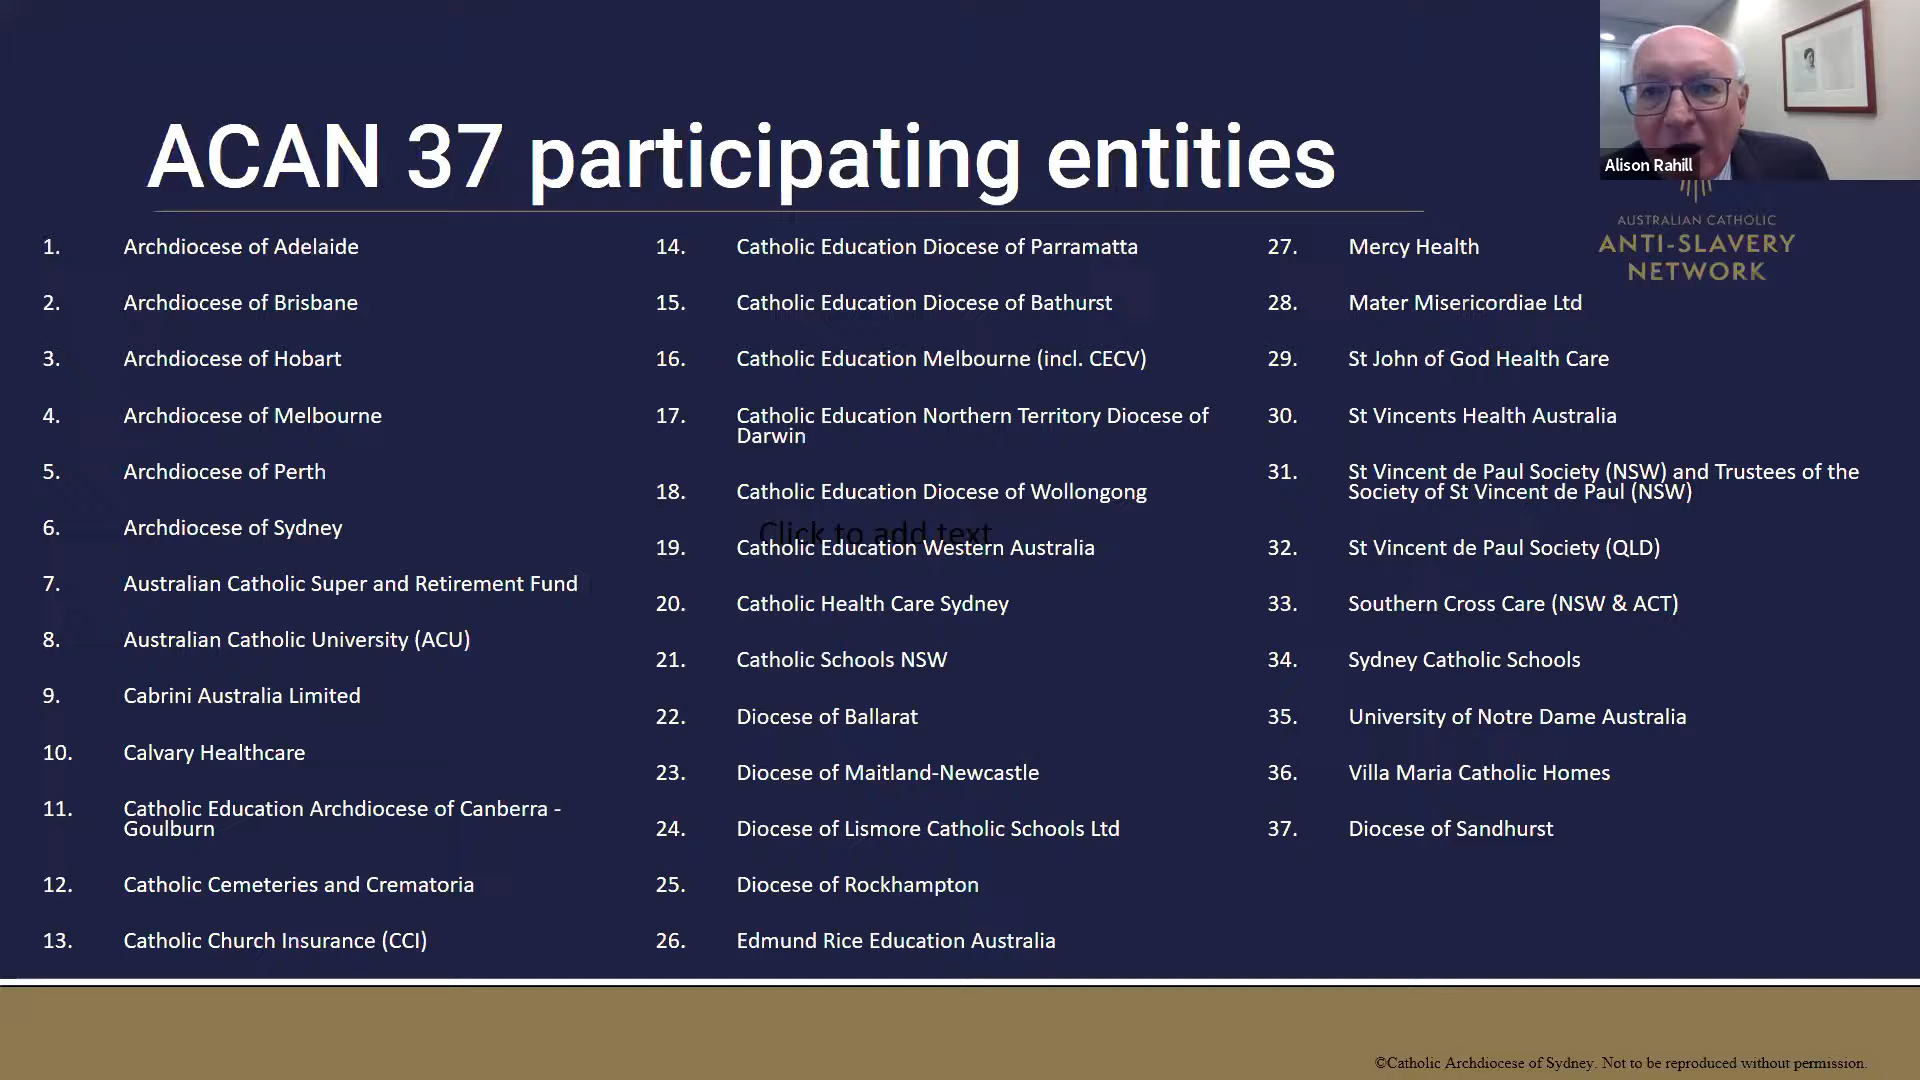 ACAN 37 participating entities
Alison Rahill
AUSTRALIAN CATHOLIC
ANTI-SLAVERY
NETWORK
1. Archdiocese of Adelaide
2. Archdiocese of Brisbane
3. Archdiocese of Hobart
4. Archdiocese of Melbourne
5. Archdiocese of Perth
6. Archdiocese of Sydney
7. Australian Catholic Super and Retirement Fund
8. Australian Catholic University (ACU)
9. Cabrini Australia Limited
10. Calvary Healthcare
11. Catholic Education Archdiocese of Canberra -
Goulburn
12. Catholic Cemeteries and Crematoria
13. Catholic Church Insurance (CCI)
14. Catholic Education Diocese of Parramatta
15. Catholic Education Diocese of Bathurst
16. Catholic Education Melbourne (incl. CECV)
17. Catholic Education Northern Territory Diocese of
Darwin
18. Catholic Education Diocese of Wollongong
Click to add text
19. Catholic Education Western Australia
20. Catholic Health Care Sydney
21. Catholic Schools NSW
22. Diocese of Ballarat
23. Diocese of Maitland-Newcastle
24. Diocese of Lismore Catholic Schools Ltd
25. Diocese of Rockhampton
26. Edmund Rice Education Australia
27. Mercy Health
28. Mater Misericordiae Ltd
29. St John of God Health Care
30. St Vincents Health Australia
31. St Vincent de Paul Society (NSW) and Trustees of the
Society of St Vincent de Paul (NSW)
32. St Vincent de Paul Society (QLD)
33. Southern Cross Care (NSW & ACT)
34. Sydney Catholic Schools
35. University of Notre Dame Australia
36. Villa Maria Catholic Homes
37. Diocese of Sandhurst
©Catholic Archdiocese of Sydney. Not to be reproduced without permission.